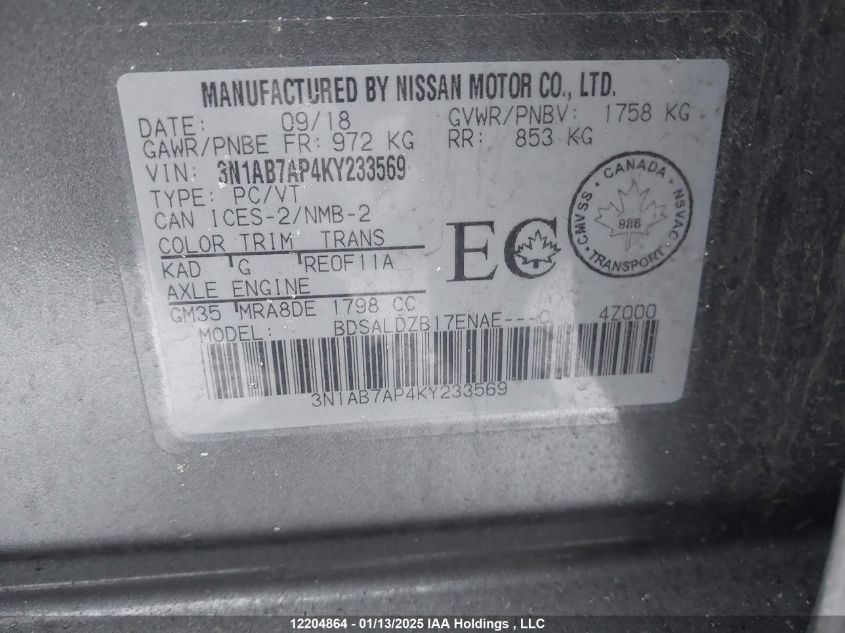 MANUFACTURED BY NISSAN MOTOR CO., LTD.
DATE: 09/18 GVWR/PNBV: 1758 KG
GAWR/PNBE FR: 972 KG RR: 853 KG
VIN: 3N1AB7AP4KY233569
TYPE: PC/VT
CAN ICES-2/NMB-2
COLOR TRIM TRANS
KAD G RE0F11A
AXLE ENGINE
GM35 MRA8DE 1798 CC
MODEL: BDSALDZB17ENAE---C 4Z000
3N1AB7AP4KY233569
EC
CANADA
CMVSS NSVAC
986
TRANSPORT
12204864 - 01/13/2025 IAA Holdings , LLC